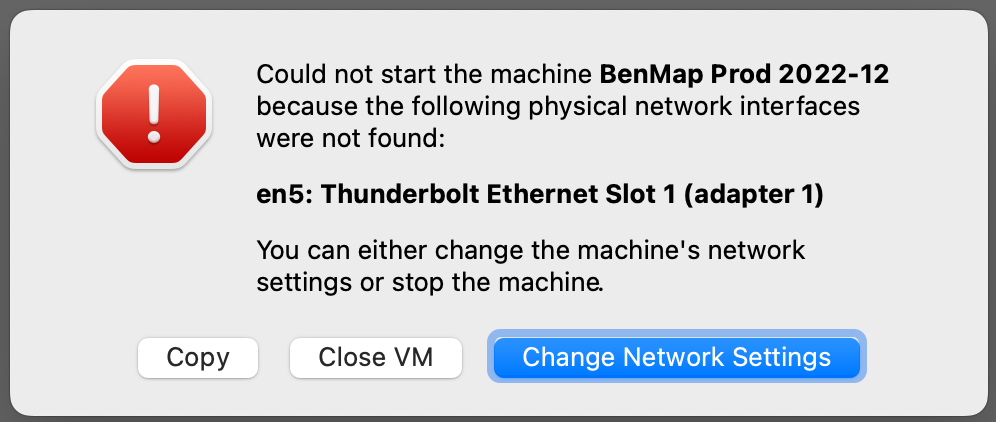 Could not start the machine BenMap Prod 2022-12
because the following physical network interfaces
were not found:
en5: Thunderbolt Ethernet Slot 1 (adapter 1)
You can either change the machine's network
settings or stop the machine.
Copy
Close VM
Change Network Settings